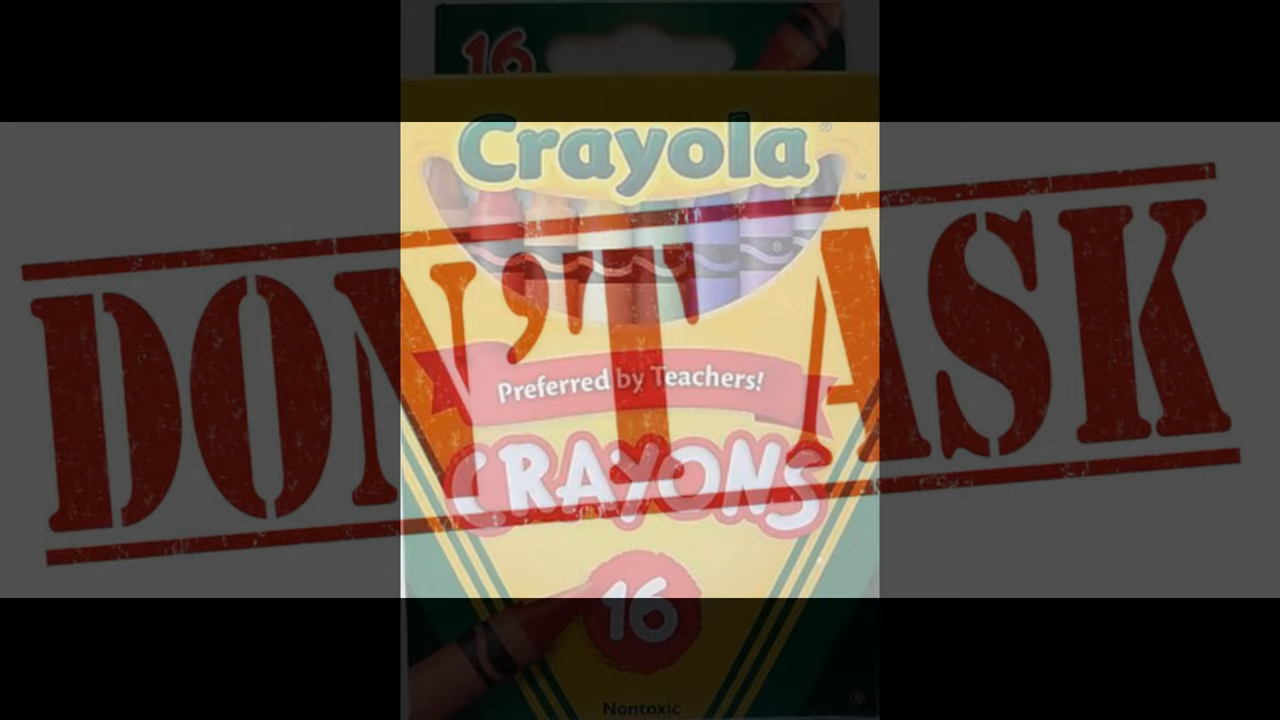 16
Crayola
DON'T ASK
Preferred by Teachers!
CRAYONS
16
Nontoxic